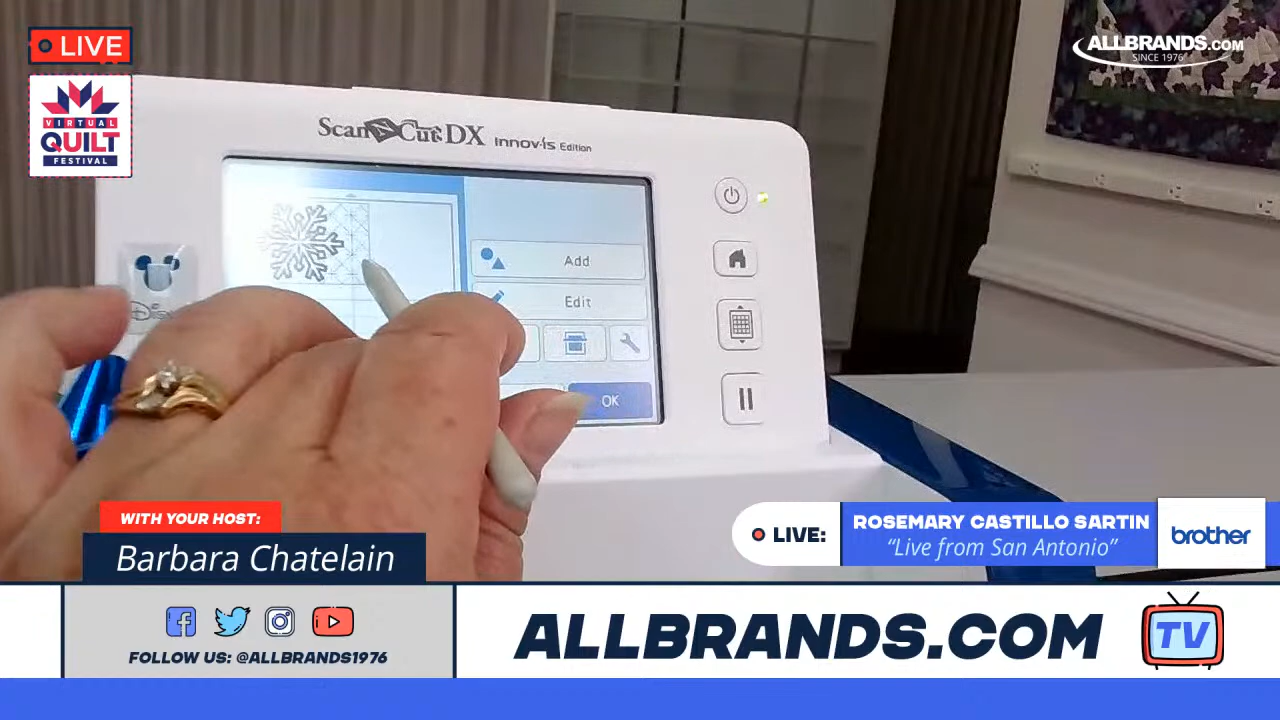 LIVE
VIRTUAL
QUILT
FESTIVAL
ALLBRANDS.COM
SINCE 1976
ScanNCut DX Innov-ís Edition
Add
Edit
OK
WITH YOUR HOST:
Barbara Chatelain
LIVE:
ROSEMARY CASTILLO SARTIN
"Live from San Antonio"
brother
FOLLOW US: @ALLBRANDS1976
ALLBRANDS.COM
TV